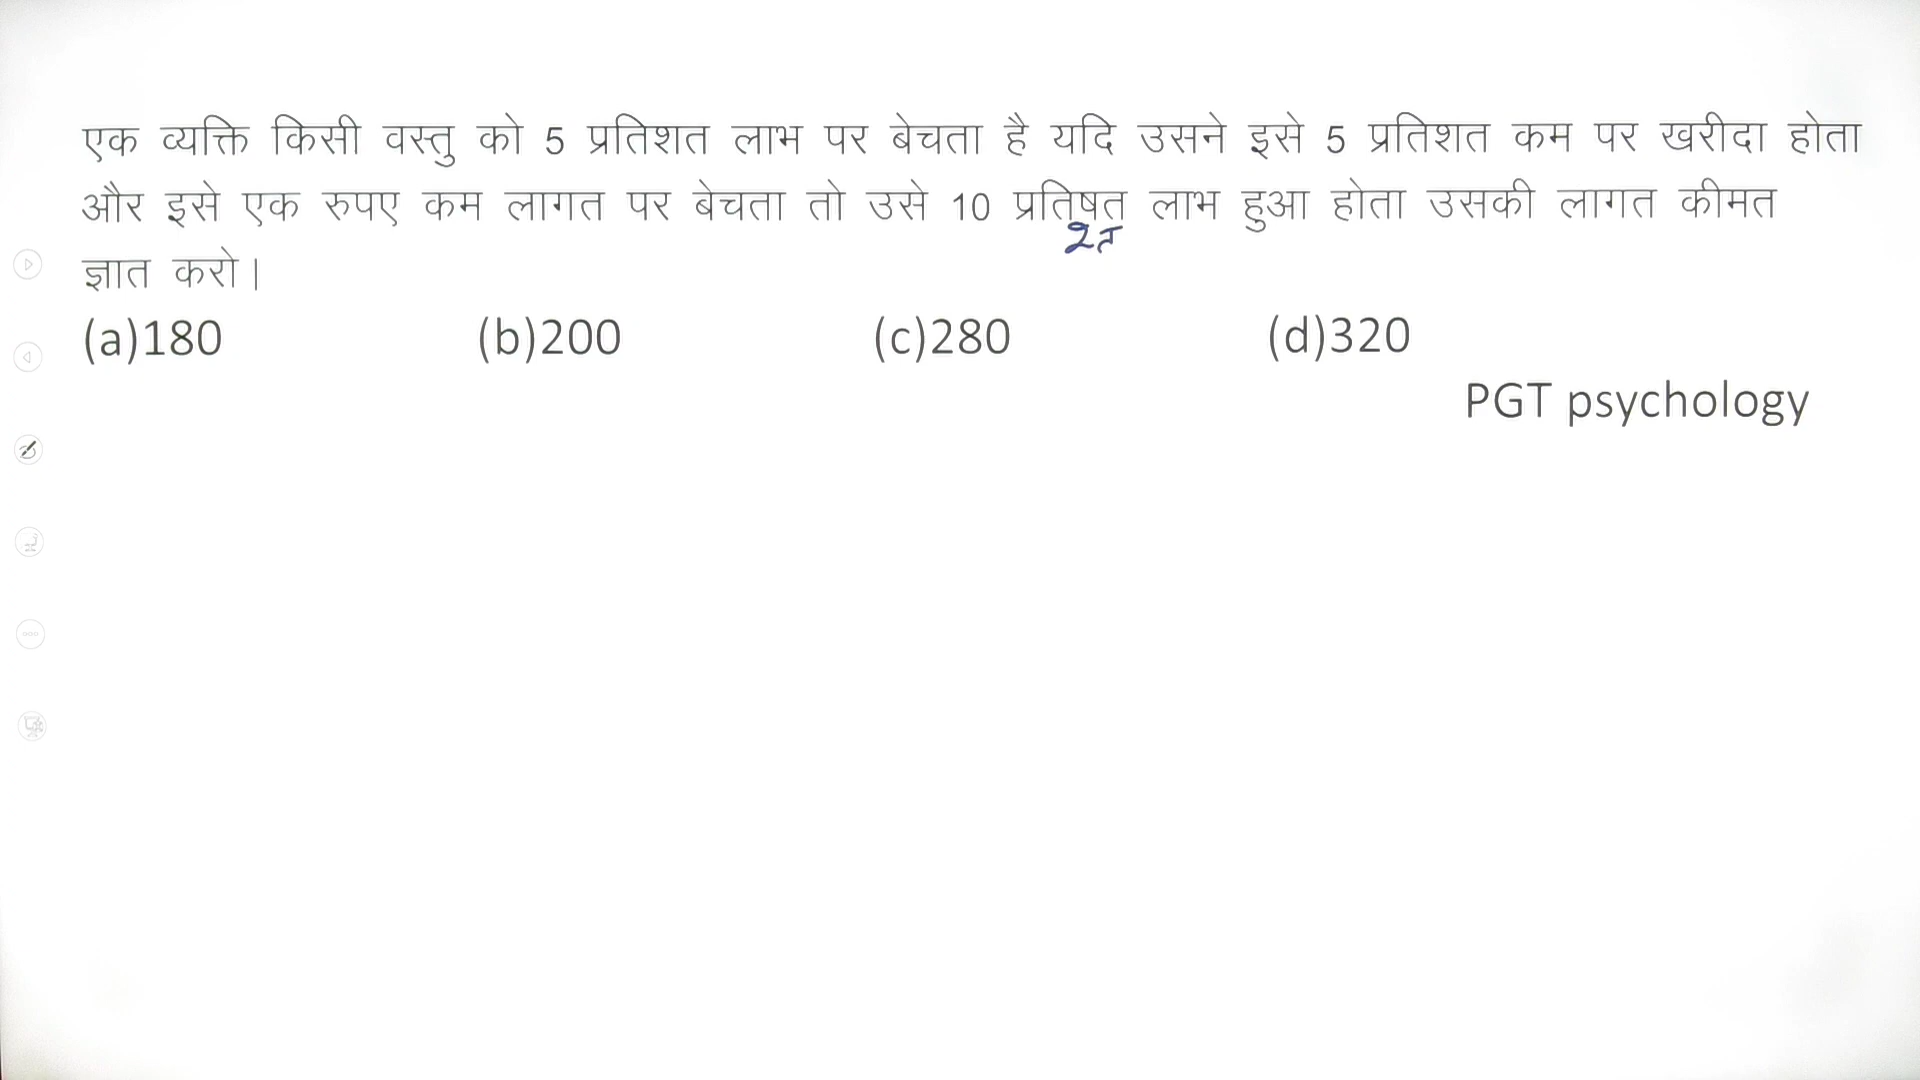 एक व्यक्ति किसी वस्तु को 5 प्रतिशत लाभ पर बेचता है यदि उसने इसे 5 प्रतिशत कम पर खरीदा होता
और इसे एक रुपए कम लागत पर बेचता तो उसे 10 प्रतिषत लाभ हुआ होता उसकी लागत कीमत
शत
ज्ञात करो।
(a)180 (b)200 (c)280 (d)320
PGT psychology